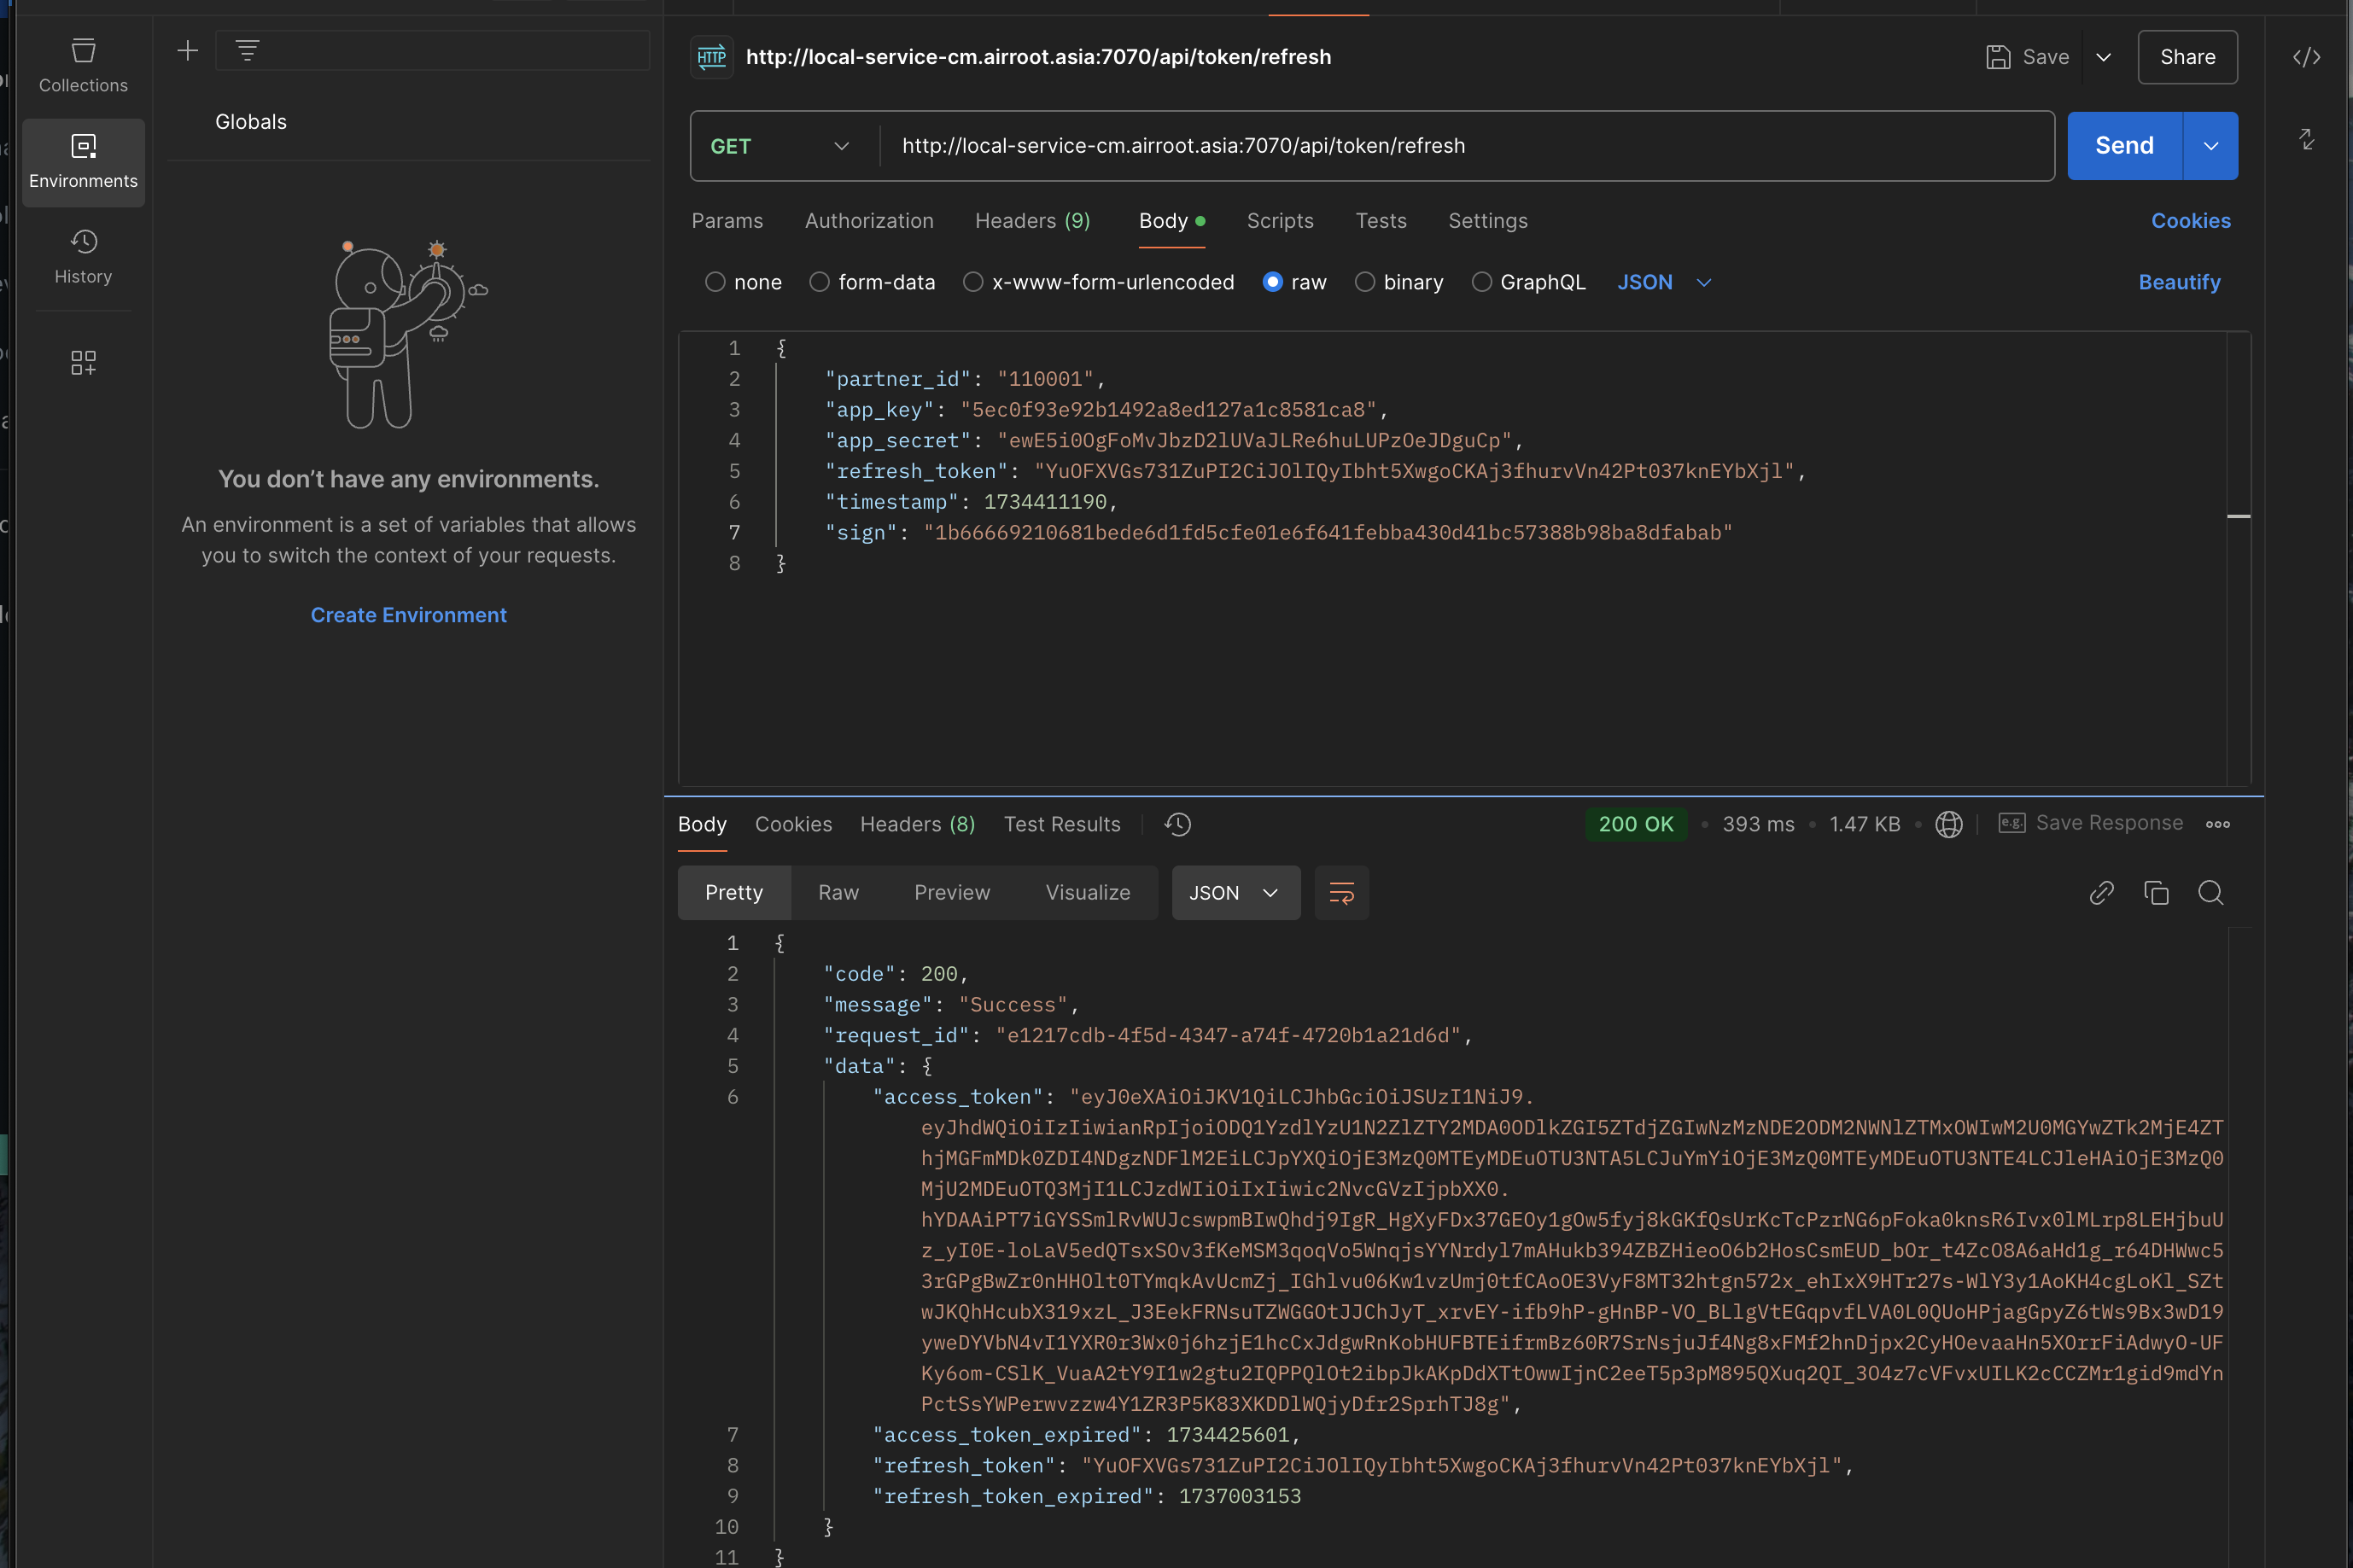 Collections
Environments
History
Globals
You don’t have any environments.
An environment is a set of variables that allows
you to switch the context of your requests.
Create Environment
HTTP http://local-service-cm.airroot.asia:7070/api/token/refresh
Save
Share
GET http://local-service-cm.airroot.asia:7070/api/token/refresh
Send
Params Authorization Headers (9) Body Scripts Tests Settings Cookies
none form-data x-www-form-urlencoded raw binary GraphQL JSON Beautify
1 {
2 "partner_id": "110001",
3 "app_key": "5ec0f93e92b1492a8ed127a1c8581ca8",
4 "app_secret": "ewE5i0OgFoMvJbzD2lUVaJLRe6huLUPzOeJDguCp",
5 "refresh_token": "YuOFXVGs731ZuPI2CiJOlIQyIbht5XwgoCKAj3fhurvVn42Pt037knEYbXjl",
6 "timestamp": 1734411190,
7 "sign": "1b66669210681bede6d1fd5cfe01e6f641febba430d41bc57388b98ba8dfabab"
8 }
Body Cookies Headers (8) Test Results 200 OK 393 ms 1.47 KB e.g. Save Response
Pretty Raw Preview Visualize JSON
1 {
2 "code": 200,
3 "message": "Success",
4 "request_id": "e1217cdb-4f5d-4347-a74f-4720b1a21d6d",
5 "data": {
6 "access_token": "eyJ0eXAiOiJKV1QiLCJhbGciOiJSUzI1NiJ9.
eyJhdWQiOiIzIiwianRpIjoiODQ1YzdlYzU1N2ZlZTY2MDA0ODlkZGI5ZTdjZGIwNzMzNDE2ODM2NWNlZTMxOWIwM2U0MGYwZTk2MjE4ZT
hjMGFmMDk0ZDI4NDgzNDFlM2EiLCJpYXQiOjE3MzQ0MTEyMDEuOTU3NTA5LCJuYmYiOjE3MzQ0MTEyMDEuOTU3NTE4LCJleHAiOjE3MzQ0
MjU2MDEuOTQ3MjI1LCJzdWIiOiIxIiwic2NvcGVzIjpbXX0.
hYDAAiPT7iGYSSmlRvWUJcswpmBIwQhdj9IgR_HgXyFDx37GEOy1gOw5fyj8kGKfQsUrKcTcPzrNG6pFoka0knsR6Ivx0lMLrp8LEHjbuU
z_yI0E-loLaV5edQTsxSOv3fKeMSM3qoqVo5WnqjsYYNrdyl7mAHukb394ZBZHieoO6b2HosCsmEUD_bOr_t4ZcO8A6aHd1g_r64DHWwc5
3rGPgBwZr0nHHOlt0TYmqkAvUcmZj_IGhlvu06Kw1vzUmj0tfCAoOE3VyF8MT32htgn572x_ehIxX9HTr27s-WlY3y1AoKH4cgLoKl_SZt
wJKQhHcubX319xzL_J3EekFRNsuTZWGGOtJJChJyT_xrvEY-ifb9hP-gHnBP-VO_BLlgVtEGqpvfLVA0L0QUoHPjagGpyZ6tWs9Bx3wD19
yweDYVbN4vI1YXR0r3Wx0j6hzjE1hcCxJdgwRnKobHUFBTEifrmBz60R7SrNsjuJf4Ng8xFMf2hnDjpx2CyHOevaaHn5XOrrFiAdwyO-UF
Ky6om-CSlK_VuaA2tY9I1w2gtu2IQPPQlOt2ibpJkAKpDdXTtOwwIjnC2eeT5p3pM895QXuq2QI_3O4z7cVFvxUILK2cCCZMr1gid9mdYn
PctSsYWPerwvzzw4Y1ZR3P5K83XKDDlWQjyDfr2SprhTJ8g",
7 "access_token_expired": 1734425601,
8 "refresh_token": "YuOFXVGs731ZuPI2CiJOlIQyIbht5XwgoCKAj3fhurvVn42Pt037knEYbXjl",
9 "refresh_token_expired": 1737003153
10 }
11 }